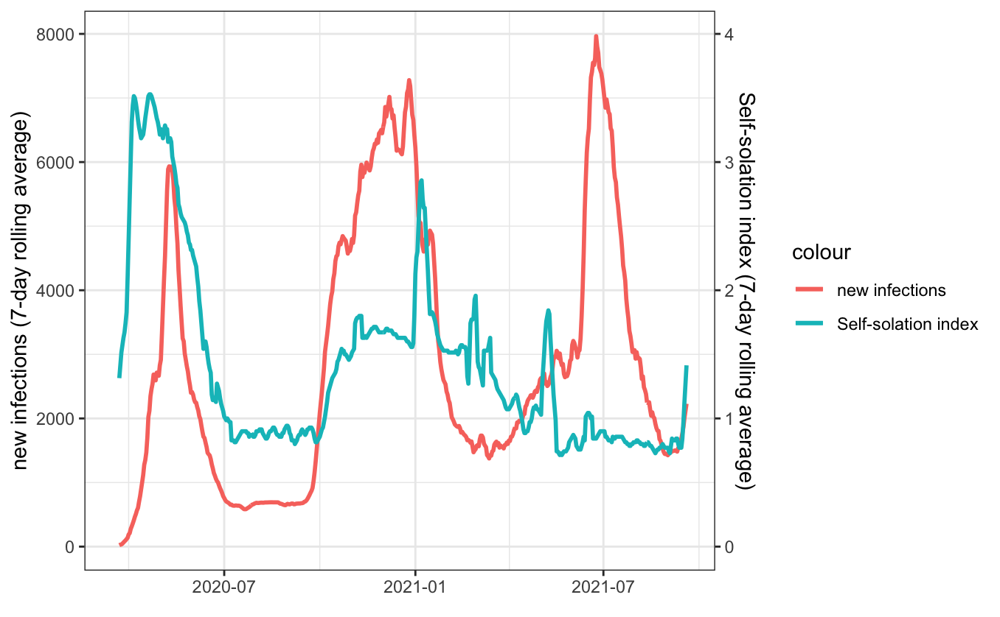 new infections (7-day rolling average)
8000
6000
4000
2000
0
2020-07
2021-01
2021-07
4
3
2
1
0
Self-solation index (7-day rolling average)
colour
new infections
Self-solation index